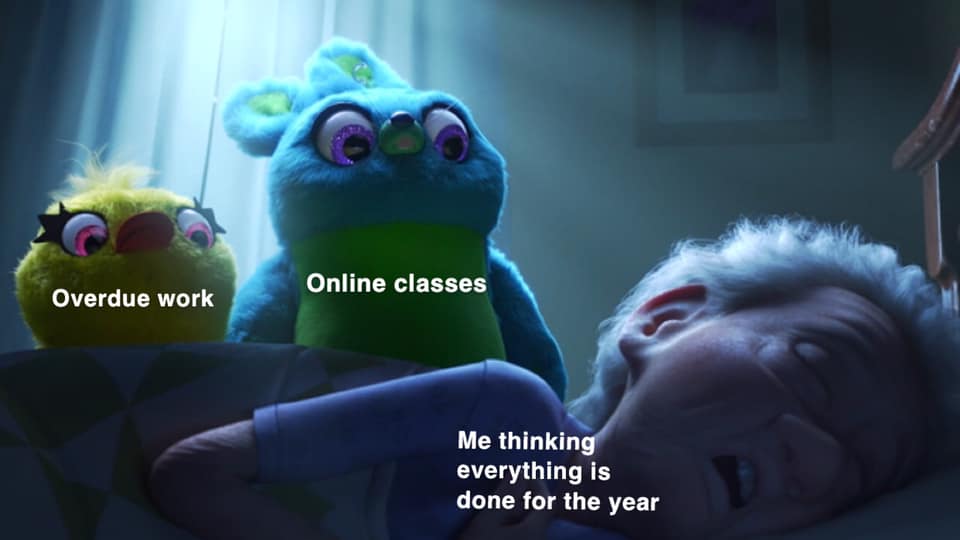 Overdue work
Online classes
Me thinking
everything is
done for the year